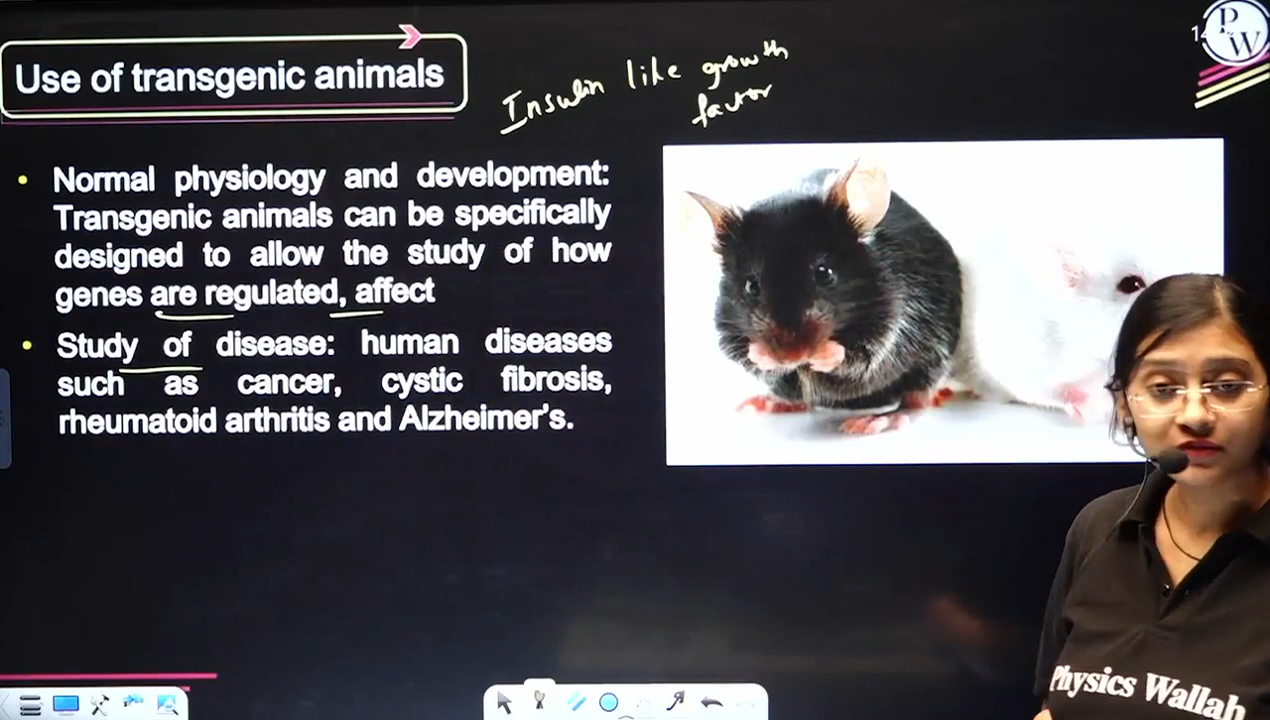 Use of transgenic animals
Insulin like growth
factor
14
PW
• Normal physiology and development:
Transgenic animals can be specifically
designed to allow the study of how
genes are regulated, affect
• Study of disease: human diseases
such as cancer, cystic fibrosis,
rheumatoid arthritis and Alzheimer's.
Physics Wallah